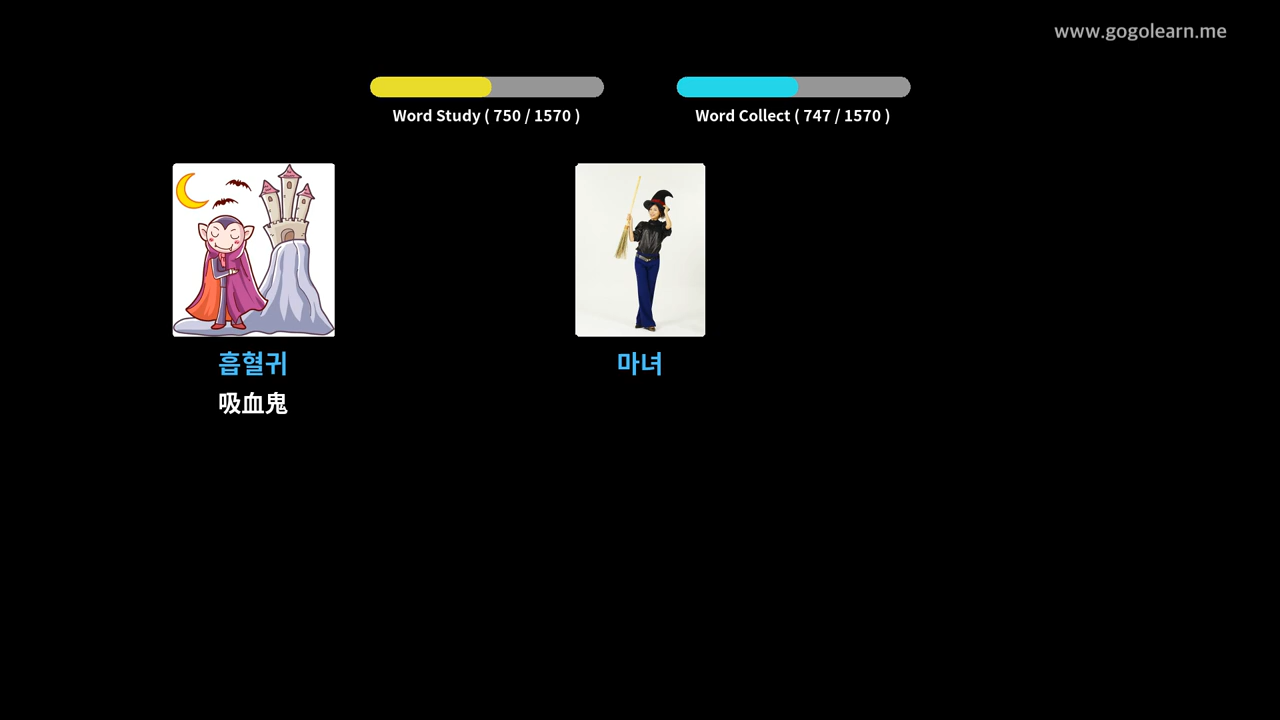 www.gogolearn.me
Word Study ( 750 / 1570 )
Word Collect ( 747 / 1570 )
흡혈귀
吸血鬼
마녀